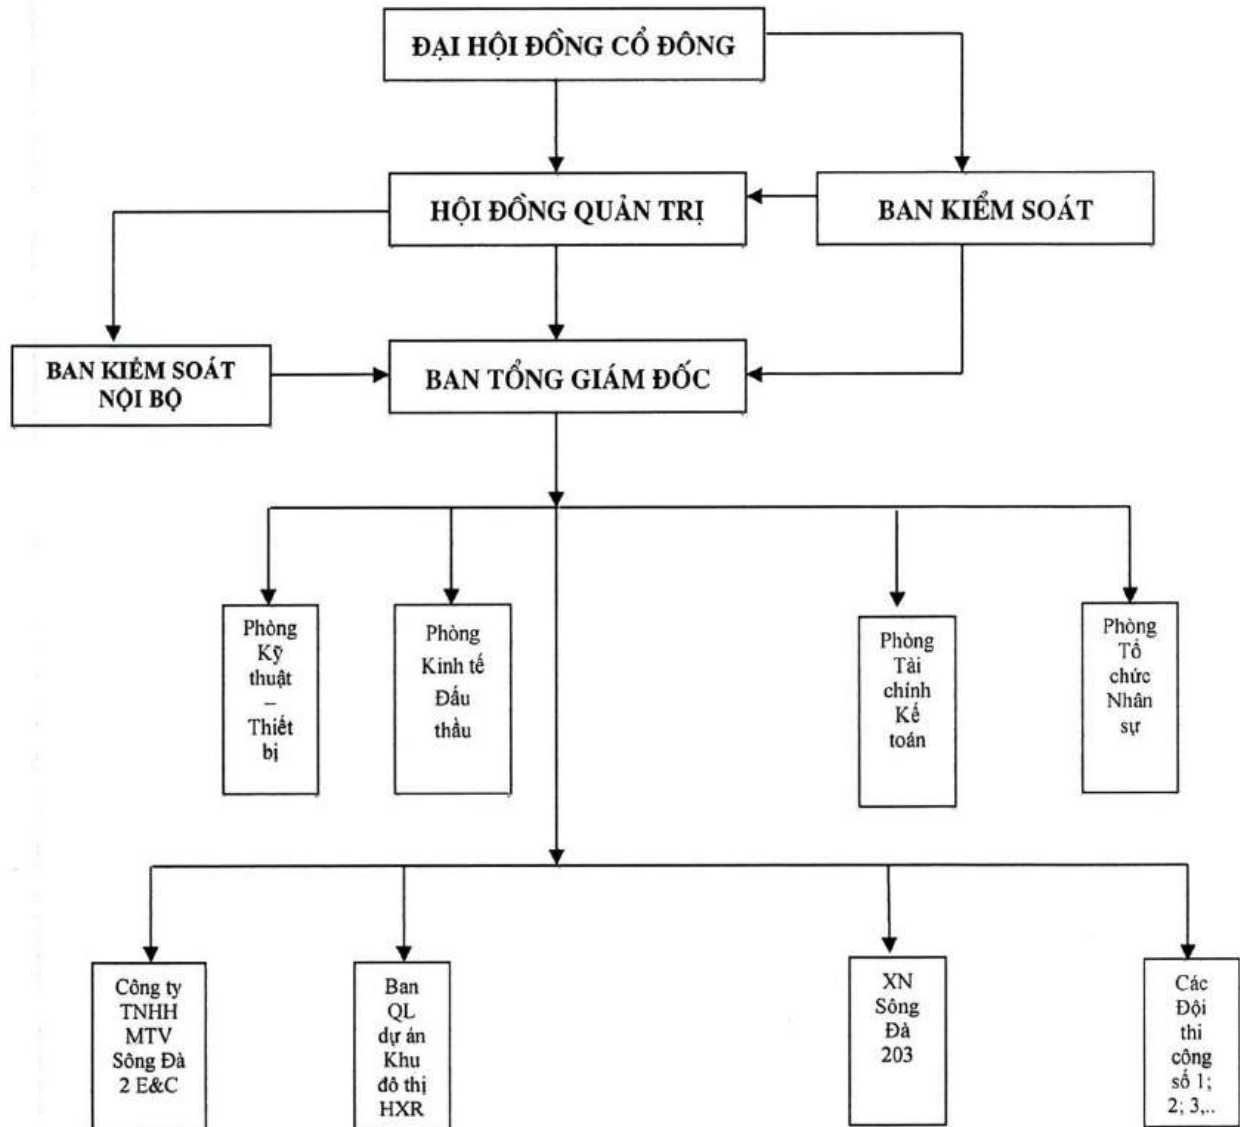 ĐẠI HỘI ĐỒNG CỔ ĐÔNG
HỘI ĐỒNG QUẢN TRỊ
BAN KIỂM SOÁT
BAN KIỂM SOÁT
NỘI BỘ
BAN TỔNG GIÁM ĐỐC
Phòng
Kỹ
thuật
–
Thiết
bị
Phòng
Kinh tế
Đấu
thầu
Phòng
Tài
chính
Kế
toán
Phòng
Tổ
chức
Nhân
sự
Công ty
TNHH
MTV
Sông Đà
2 E&C
Ban
QL
dự án
Khu
đô thị
HXR
XN
Sông
Đà
203
Các
Đội
thi
công
số 1;
2; 3,..